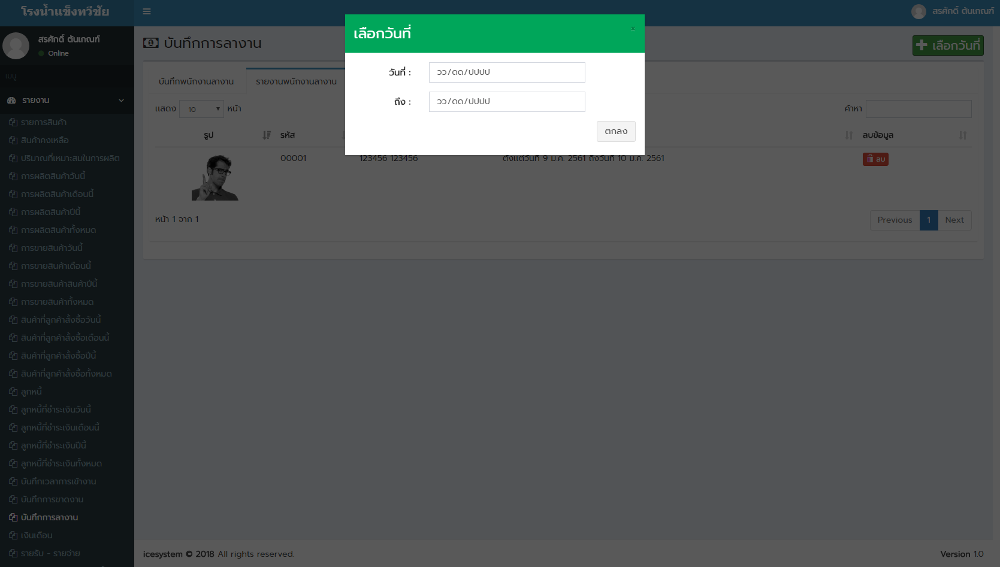 โรงน้ำแข็งทวีชัย
สรศักดิ์ ตันเกณฑ์
สรศักดิ์ ตันเกณฑ์
Online
เมนู
รายงาน
รายการสินค้า
สินค้าคงเหลือ
ปริมาณที่เหมาะสมในการผลิต
การผลิตสินค้าวันนี้
การผลิตสินค้าเดือนนี้
การผลิตสินค้าปีนี้
การผลิตสินค้าทั้งหมด
การขายสินค้าวันนี้
การขายสินค้าเดือนนี้
การขายสินค้าสินค้าปีนี้
การขายสินค้าทั้งหมด
สินค้าที่ลูกค้าสั่งซื้อวันนี้
สินค้าที่ลูกค้าสั่งซื้อเดือนนี้
สินค้าที่ลูกค้าสั่งซื้อปีนี้
สินค้าที่ลูกค้าสั่งซื้อทั้งหมด
ลูกหนี้
ลูกหนี้ที่ชำระเงินวันนี้
ลูกหนี้ที่ชำระเงินเดือนนี้
ลูกหนี้ที่ชำระเงินปีนี้
ลูกหนี้ที่ชำระเงินทั้งหมด
บันทึกเวลาการเข้างาน
บันทึกการขาดงาน
บันทึกการลางาน
เงินเดือน
รายรับ - รายจ่าย
บันทึกการลางาน
เลือกวันที่
บันทึกพนักงานลางาน รายงานพนักงานลางาน
แสดง 10 หน้า
ค้าหา
รูป รหัส ลบข้อมูล
00001 123456 123456 ตั้งแต่วันที่ 9 ม.ค. 2561 ถึงวันที่ 10 ม.ค. 2561 ลบ
หน้า 1 จาก 1
Previous 1 Next
เลือกวันที่ ×
วันที่ : วว/ดด/ปปปป
ถึง : วว/ดด/ปปปป
ตกลง
icesystem © 2018 All rights reserved.
Version 1.0